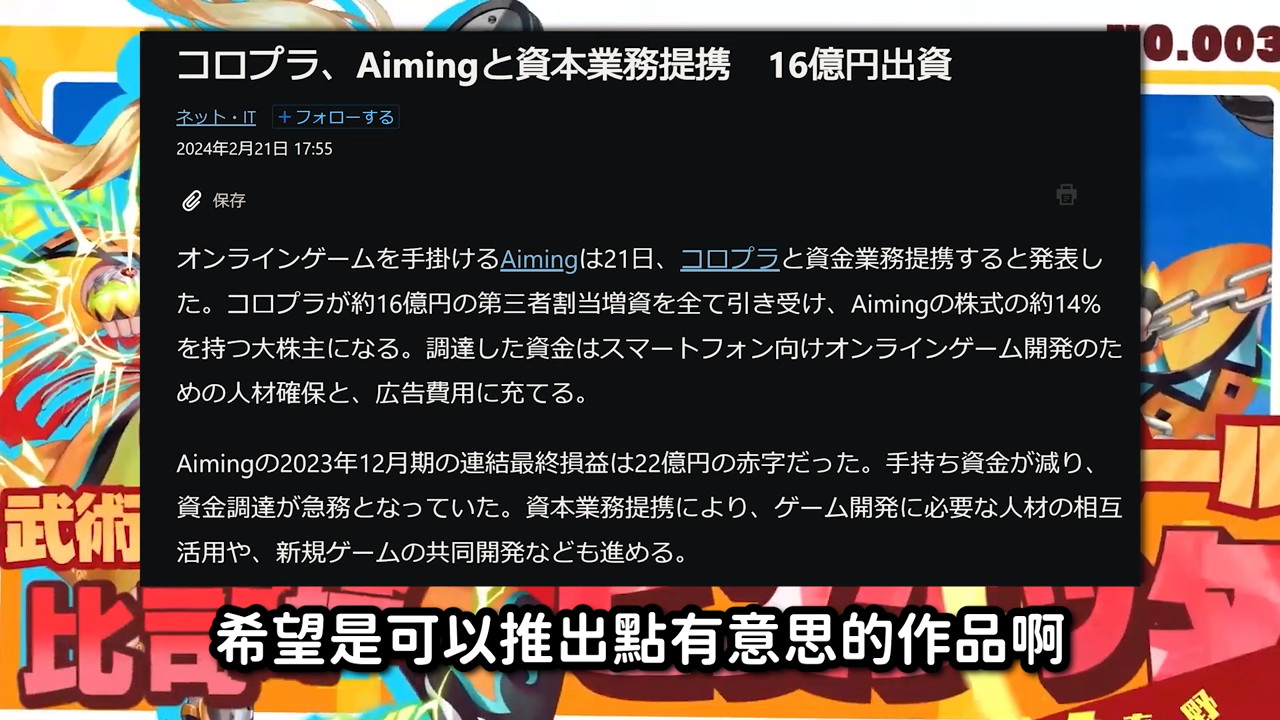 NO.003
コロプラ、Aimingと資本業務提携　16億円出資
ネット・IT ＋フォローする
2024年2月21日 17:55
保存
オンラインゲームを手掛けるAimingは21日、コロプラと資金業務提携すると発表し
た。コロプラが約16億円の第三者割当増資を全て引き受け、Aimingの株式の約14%
を持つ大株主になる。調達した資金はスマートフォン向けオンラインゲーム開発のた
めの人材確保と、広告費用に充てる。
Aimingの2023年12月期の連結最終損益は22億円の赤字だった。手持ち資金が減り、
資金調達が急務となっていた。資本業務提携により、ゲーム開発に必要な人材の相互
活用や、新規ゲームの共同開発なども進める。
武術
希望是可以推出點有意思的作品啊